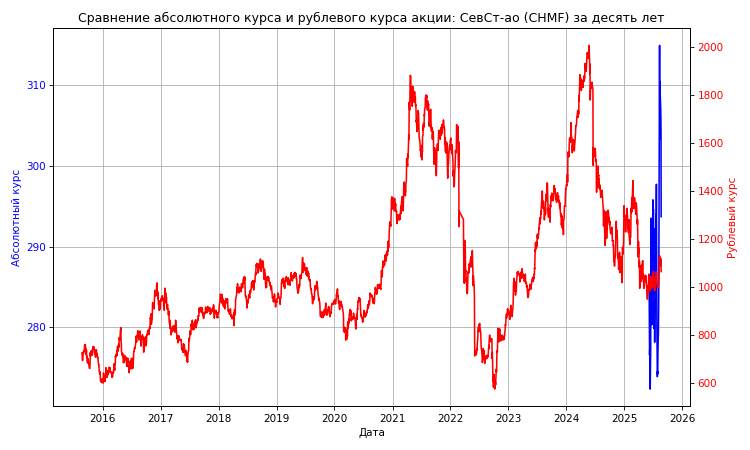 Сравнение абсолютного курса и рублевого курса акции: СевСт-ао (CHMF) за десять лет
Абсолютный курс
310
300
290
280
2000
1800
1600
1400
1200
1000
800
600
Рублевый курс
2016 2017 2018 2019 2020 2021 2022 2023 2024 2025 2026
Дата